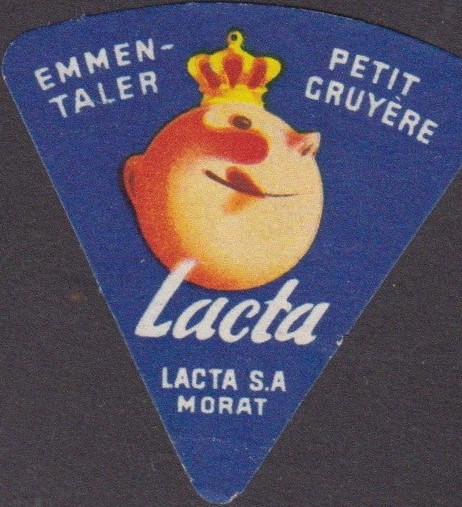 EMMEN-
TALER
PETIT
GRUYÈRE
Lacta
LACTA S.A
MORAT